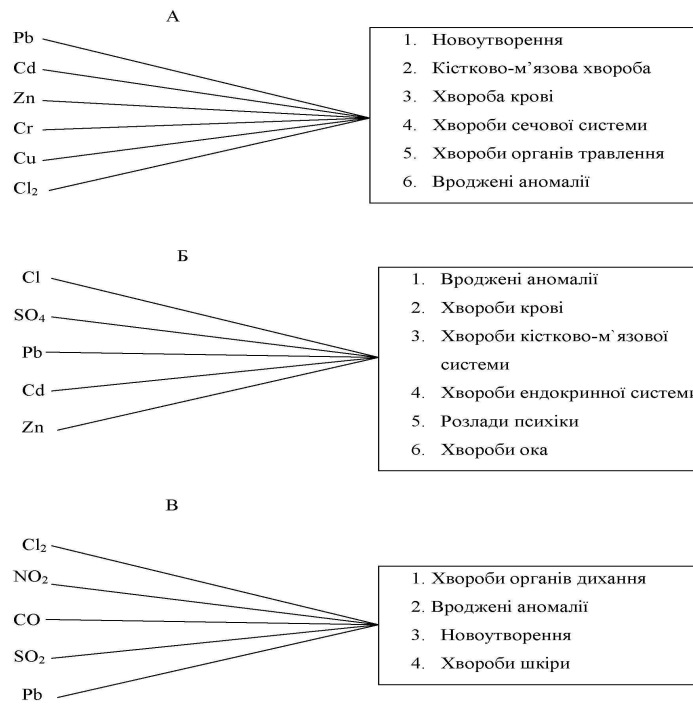 А
Pb
Cd
Zn
Cr
Cu
Cl₂
1. Новоутворення
2. Кістково-м’язова хвороба
3. Хвороба крові
4. Хвороби сечової системи
5. Хвороби органів травлення
6. Вроджені аномалії
Б
Cl
SO₄
Pb
Cd
Zn
1. Вроджені аномалії
2. Хвороби крові
3. Хвороби кістково-м`язової
системи
4. Хвороби ендокринної системи
5. Розлади психіки
6. Хвороби ока
В
Cl₂
NO₂
CO
SO₂
Pb
1. Хвороби органів дихання
2. Вроджені аномалії
3. Новоутворення
4. Хвороби шкіри